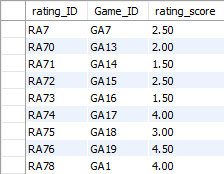 rating_ID Game_ID rating_score
RA7 GA7 2.50
RA70 GA13 2.00
RA71 GA14 1.50
RA72 GA15 2.50
RA73 GA16 1.50
RA74 GA17 4.00
RA75 GA18 3.00
RA76 GA19 4.50
RA78 GA1 4.00